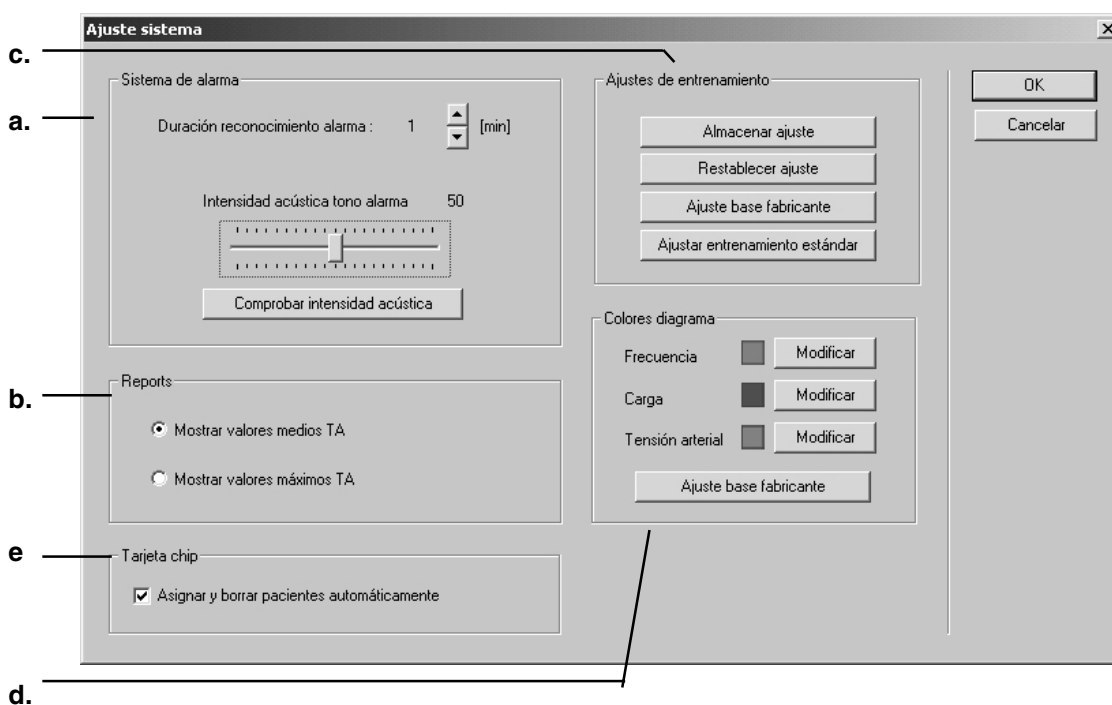 Ajuste sistema
c.
Sistema de alarma
a.
Duración reconocimiento alarma : 1 [min]
Intensidad acústica tono alarma 50
Comprobar intensidad acústica
b.
Reports
Mostrar valores medios TA
Mostrar valores máximos TA
e
Tarjeta chip
Asignar y borrar pacientes automáticamente
Ajustes de entrenamiento
Almacenar ajuste
Restablecer ajuste
Ajuste base fabricante
Ajustar entrenamiento estándar
Colores diagrama
Frecuencia Modificar
Carga Modificar
Tensión arterial Modificar
Ajuste base fabricante
d.
OK
Cancelar